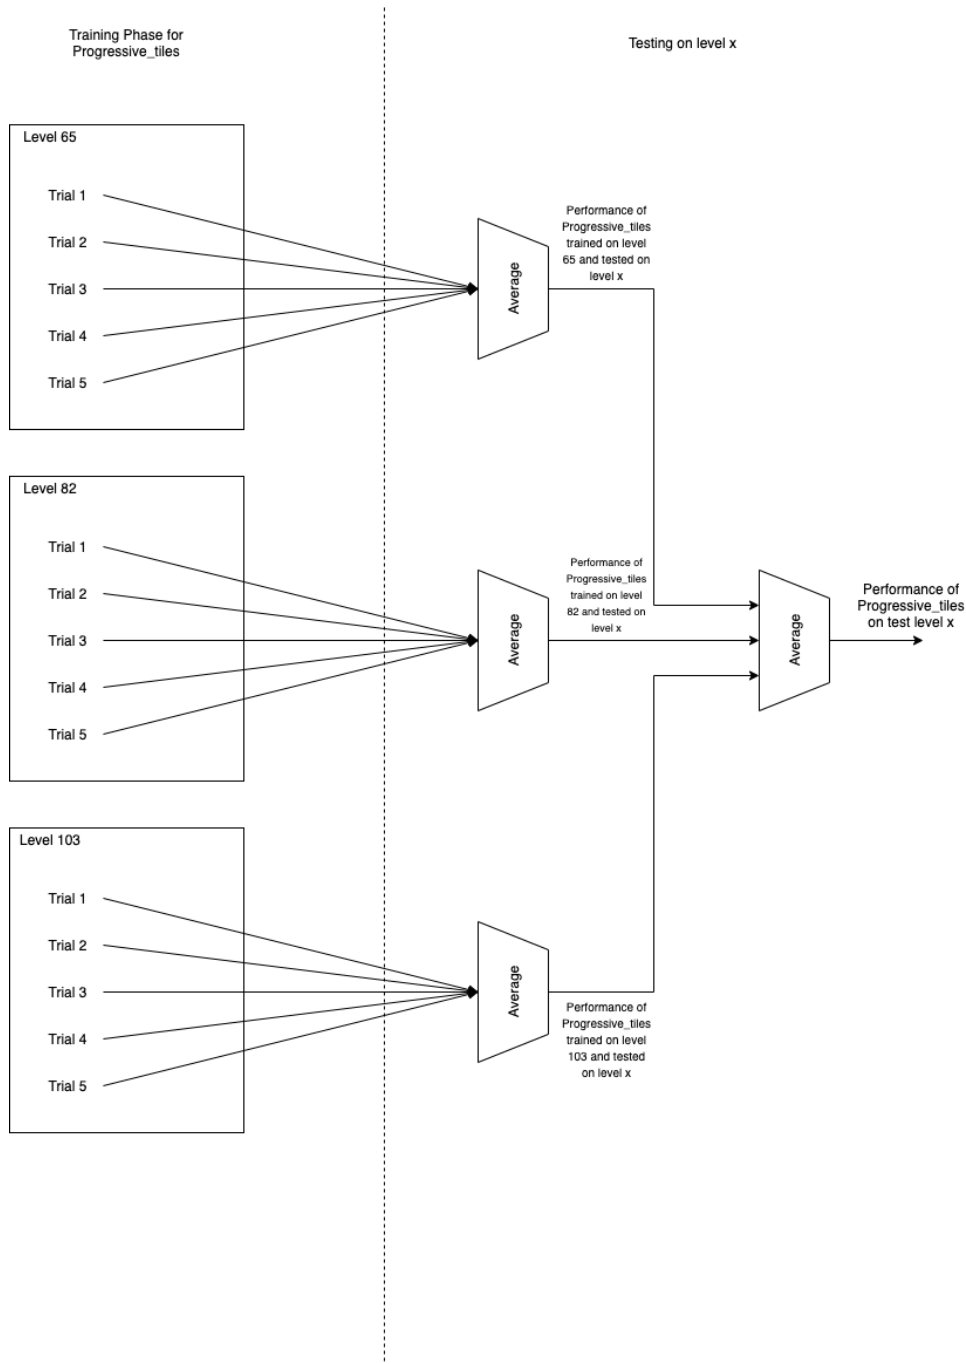 Training Phase for
Progressive_tiles
Testing on level x
Level 65
Trial 1
Trial 2
Trial 3
Trial 4
Trial 5
Average
Performance of
Progressive_tiles
trained on level
65 and tested on
level x
Level 82
Trial 1
Trial 2
Trial 3
Trial 4
Trial 5
Average
Performance of
Progressive_tiles
trained on level
82 and tested on
level x
Average
Performance of
Progressive_tiles
on test level x
Level 103
Trial 1
Trial 2
Trial 3
Trial 4
Trial 5
Average
Performance of
Progressive_tiles
trained on level
103 and tested
on level x